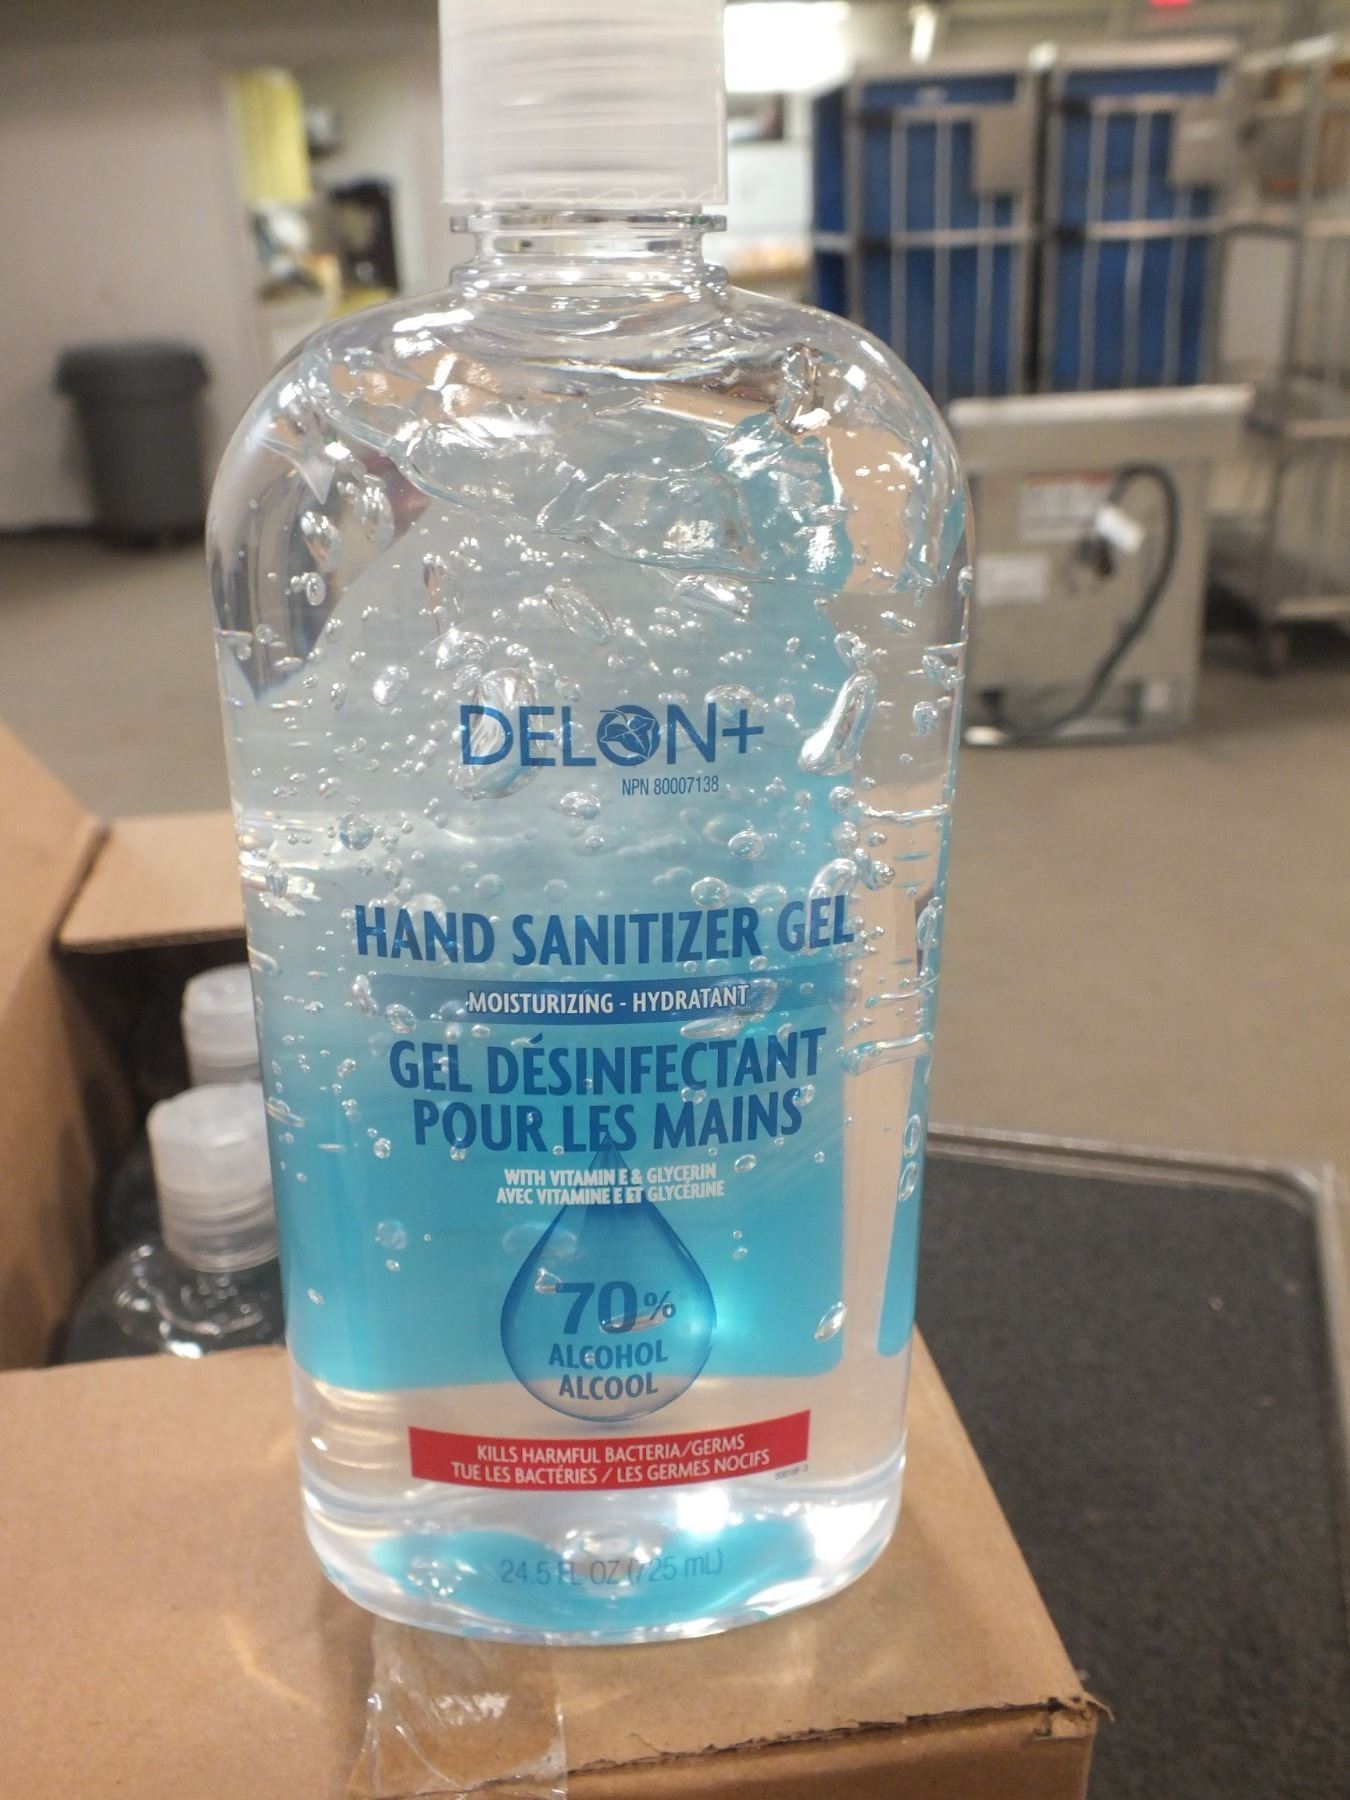 DELON+
NPN 80007138
HAND SANITIZER GEL
MOISTURIZING - HYDRATANT
GEL DÉSINFECTANT
POUR LES MAINS
WITH VITAMIN E & GLYCERIN
AVEC VITAMINE E ET GLYCÉRINE
70%
ALCOHOL
ALCOOL
KILLS HARMFUL BACTERIA/GERMS
TUE LES BACTÉRIES / LES GERMES NOCIFS
24.5 FL OZ (725 mL)